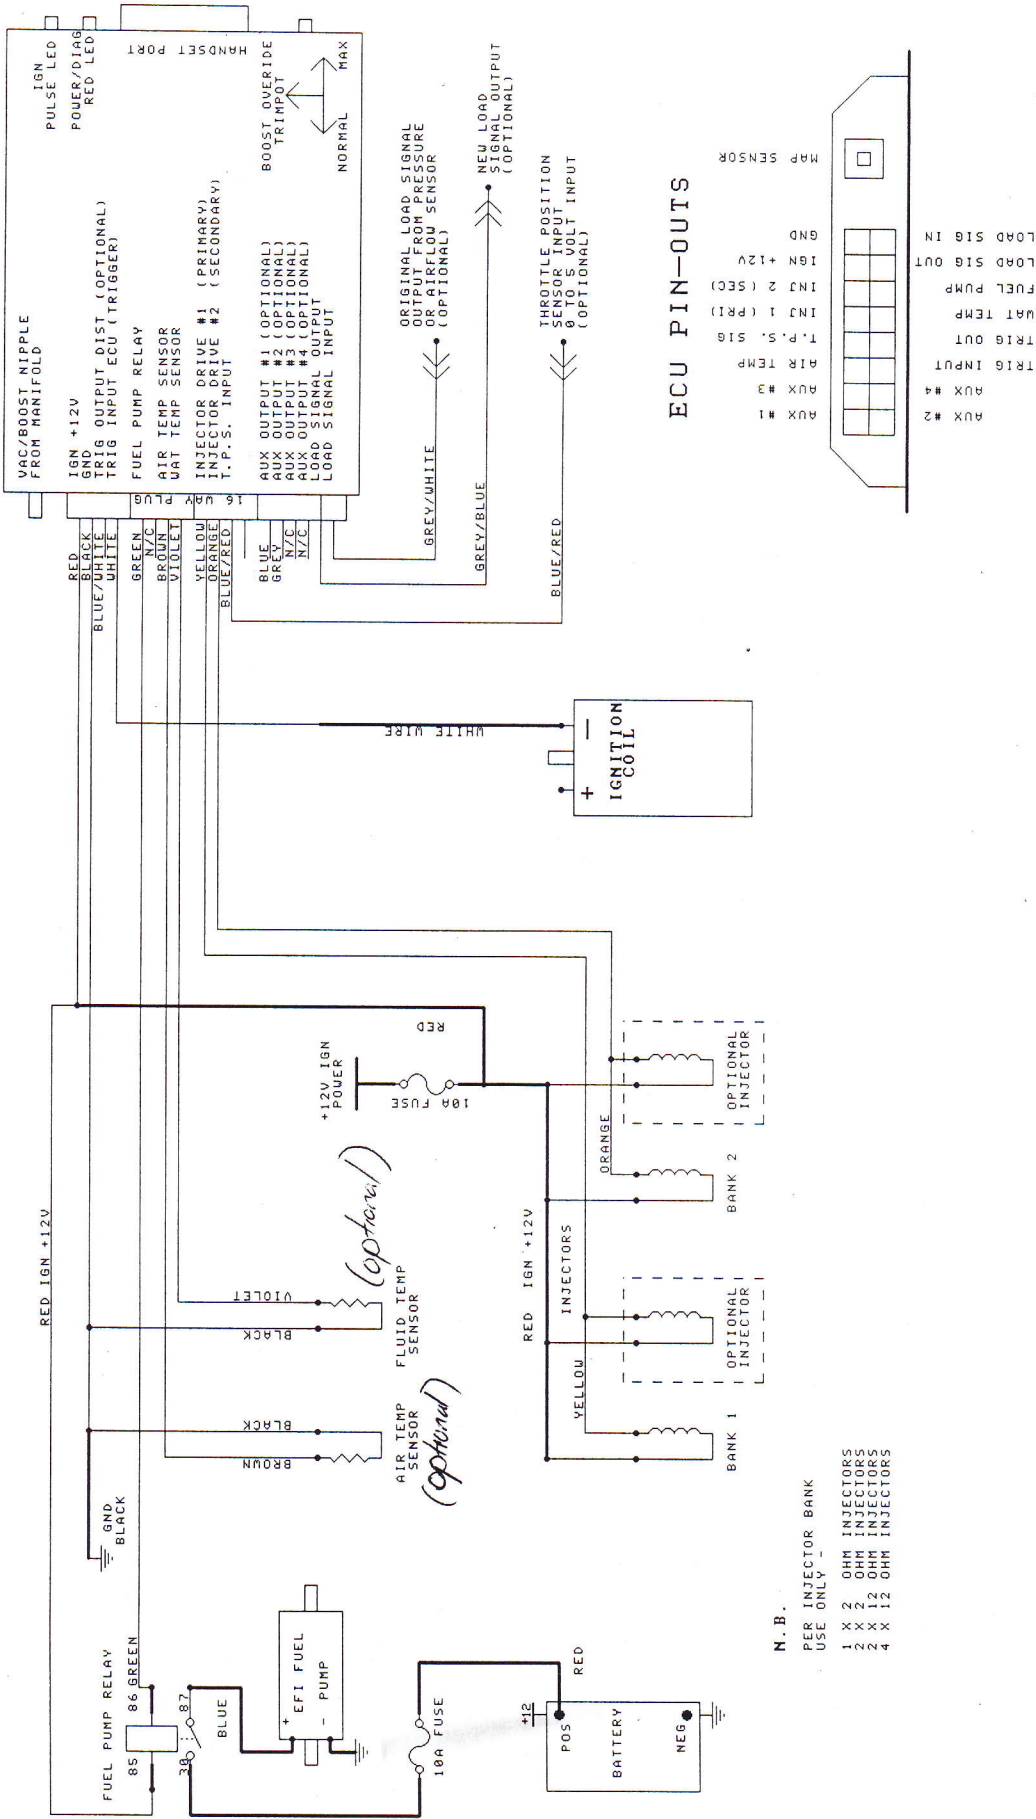 VAC/BOOST NIPPLE
FROM MANIFOLD
IGN +12V
GND
TRIG OUTPUT DIST (OPTIONAL)
TRIG INPUT ECU (TRIGGER)
FUEL PUMP RELAY
AIR TEMP SENSOR
WAT TEMP SENSOR
INJECTOR DRIVE #1 (PRIMARY)
INJECTOR DRIVE #2 (SECONDARY)
T.P.S. INPUT
AUX OUTPUT #1 (OPTIONAL)
AUX OUTPUT #2 (OPTIONAL)
AUX OUTPUT #3 (OPTIONAL)
AUX OUTPUT #4 (OPTIONAL)
LOAD SIGNAL OUTPUT
LOAD SIGNAL INPUT
IGN
PULSE LED
POWER/DIAG
RED LED
HANDSET PORT
BOOST OVERRIDE
TRIMPOT
NORMAL
MAX
16 WAY PLUG
RED
BLACK
BLUE/WHITE
WHITE
GREEN
N/C
BROWN
VIOLET
YELLOW
ORANGE
BLUE/RED
BLUE
GREY
N/C
N/C
GREY/WHITE
GREY/BLUE
BLUE/RED
ORIGINAL LOAD SIGNAL
OUTPUT FROM PRESSURE
OR AIRFLOW SENSOR
(OPTIONAL)
NEW LOAD
SIGNAL OUTPUT
(OPTIONAL)
THROTTLE POSITION
SENSOR INPUT
0 TO 5 VOLT INPUT
(OPTIONAL)
ECU PIN-OUTS
MAP SENSOR
GND
IGN +12V
INJ 2 (SEC)
INJ 1 (PRI)
T.P.S. SIG
AIR TEMP
AUX #3
AUX #1
LOAD SIG IN
LOAD SIG OUT
FUEL PUMP
WAT TEMP
TRIG OUT
TRIG INPUT
AUX #4
AUX #2
WHITE WIRE
+
−
IGNITION
COIL
RED
+12V IGN
POWER
10A FUSE
ORANGE
OPTIONAL
INJECTOR
BANK 2
RED IGN +12V
INJECTORS
YELLOW
OPTIONAL
INJECTOR
BANK 1
RED IGN +12V
VIOLET
BLACK
FLUID TEMP
SENSOR
(optional)
BLACK
BROWN
AIR TEMP
SENSOR
(optional)
GND
BLACK
FUEL PUMP RELAY
85
86 GREEN
30
87
BLUE
+ EFI FUEL
- PUMP
10A FUSE
RED
+12
POS
BATTERY
NEG
N.B.
PER INJECTOR BANK
USE ONLY -
1 X 2 OHM INJECTORS
2 X 2 OHM INJECTORS
2 X 12 OHM INJECTORS
4 X 12 OHM INJECTORS